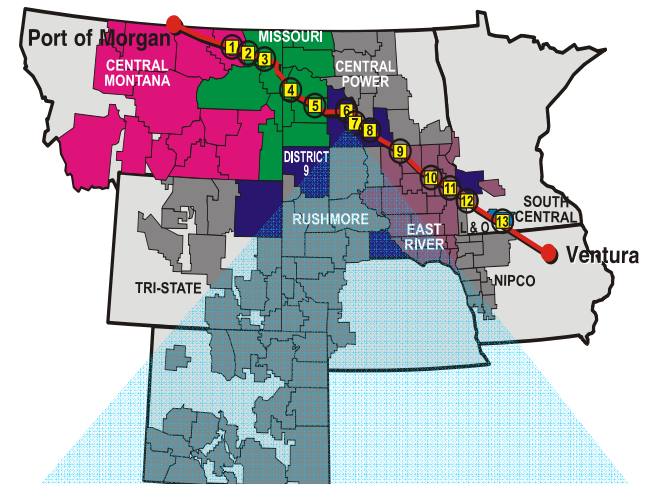 Port of Morgan
MISSOURI
CENTRAL
MONTANA
CENTRAL
POWER
1
2
3
4
5
6
7
8
9
10
11
12
13
DISTRICT
9
RUSHMORE
EAST
RIVER
L & O
SOUTH
CENTRAL
Ventura
TRI-STATE
NIPCO